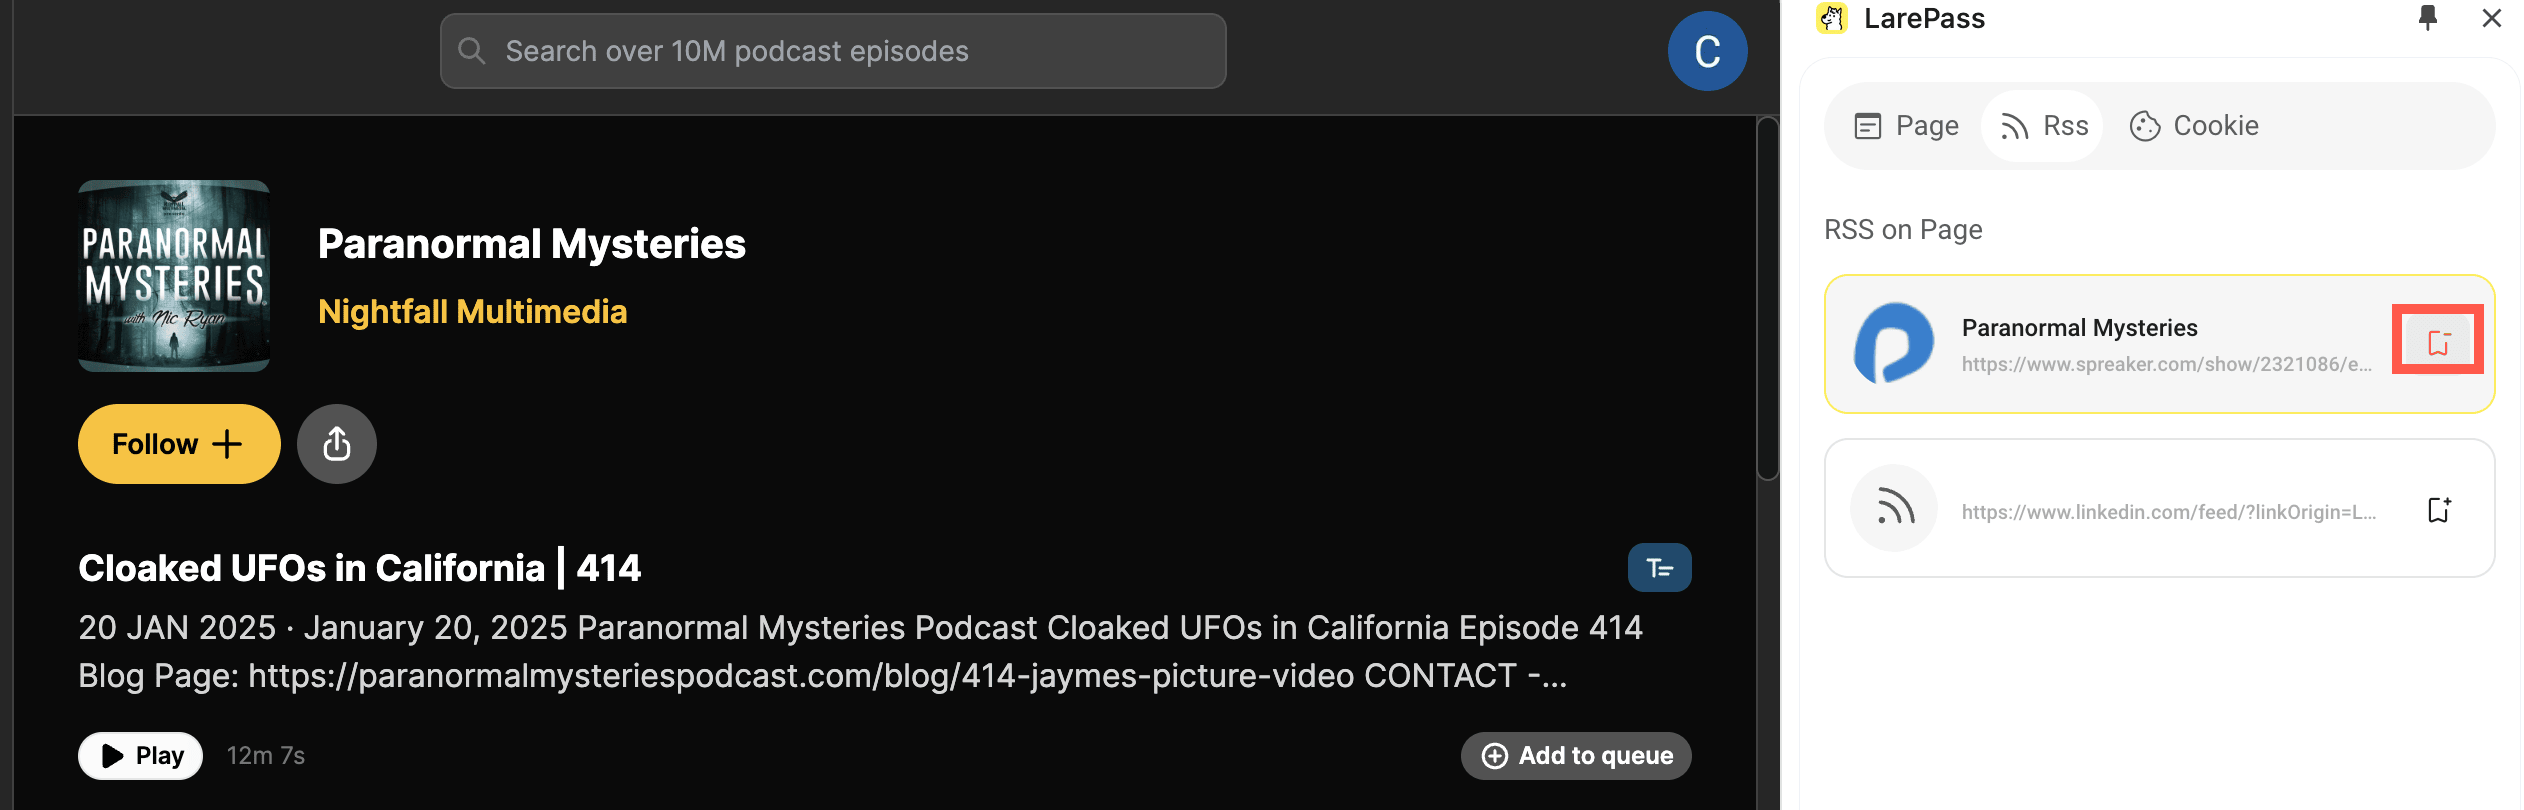 Search over 10M podcast episodes
C
PARANORMAL
MYSTERIES
with Nic Ryan
Paranormal Mysteries
Nightfall Multimedia
Follow
Cloaked UFOs in California | 414
20 JAN 2025 · January 20, 2025 Paranormal Mysteries Podcast Cloaked UFOs in California Episode 414
Blog Page: https://paranormalmysteriespodcast.com/blog/414-jaymes-picture-video CONTACT -...
Play
12m 7s
Add to queue
LarePass
Page
Rss
Cookie
RSS on Page
Paranormal Mysteries
https://www.spreaker.com/show/2321086/e...
https://www.linkedin.com/feed/?linkOrigin=L...